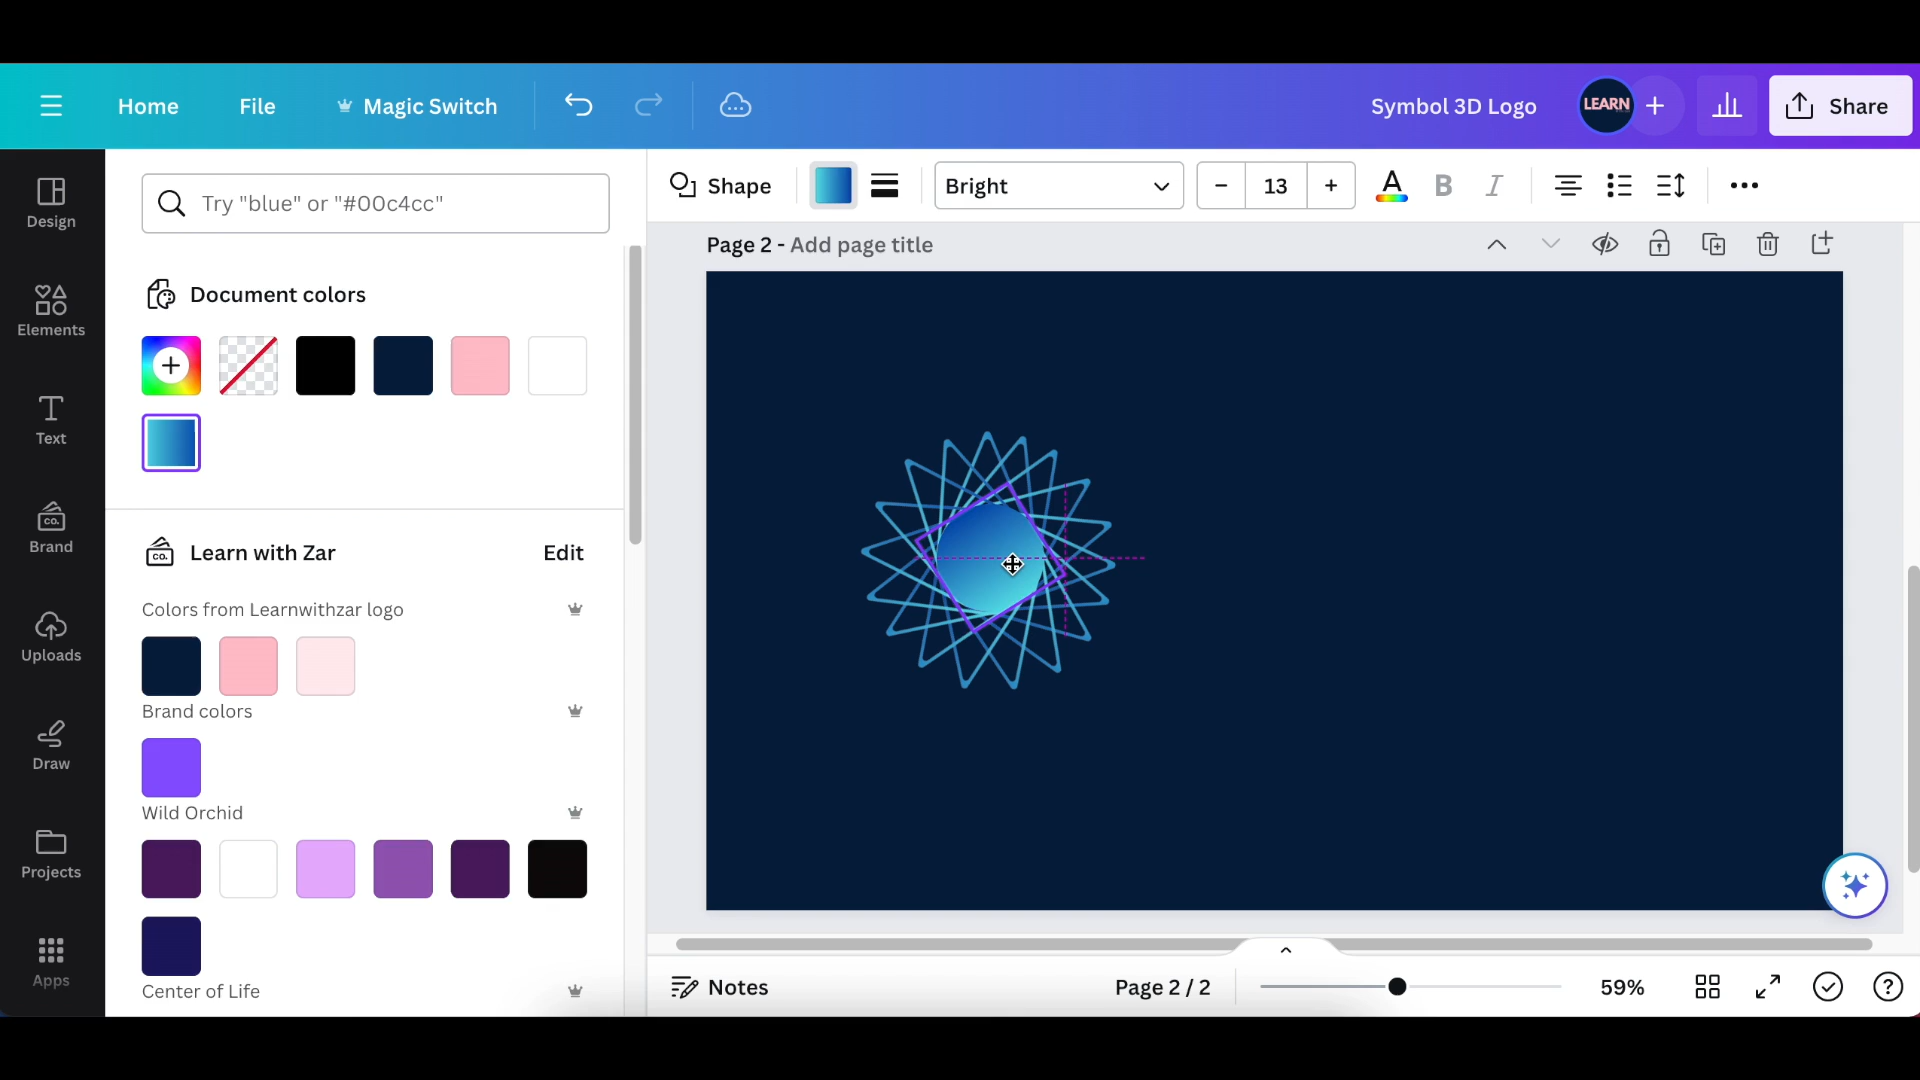 Home File Magic Switch Symbol 3D Logo LEARN Share
Design
Elements
Text
Brand
Uploads
Draw
Projects
Apps
Try "blue" or "#00c4cc"
Document colors
CO. Learn with Zar Edit
Colors from Learnwithzar logo
Brand colors
Wild Orchid
Center of Life
Shape Bright 13 A B I
Page 2 - Add page title
Notes Page 2 / 2 59%